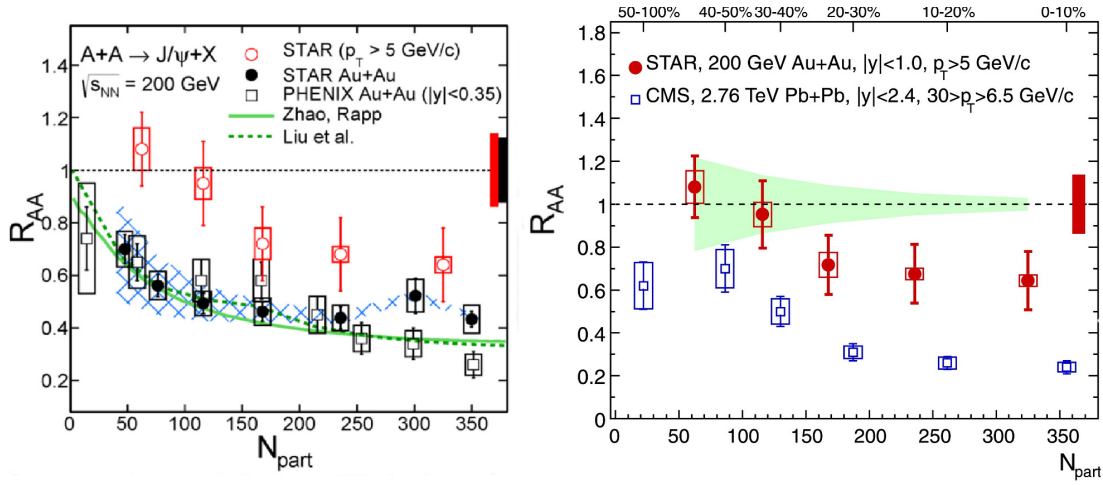 A+A → J/ψ+X
√sNN = 200 GeV
STAR (pT > 5 GeV/c)
STAR Au+Au
PHENIX Au+Au (|y|<0.35)
Zhao, Rapp
Liu et al.
RAA
1.4
1.2
1
0.8
0.6
0.4
0.2
0 50 100 150 200 250 300 350
Npart
50-100% 40-50% 30-40% 20-30% 10-20% 0-10%
STAR, 200 GeV Au+Au, |y|<1.0, pT>5 GeV/c
CMS, 2.76 TeV Pb+Pb, |y|<2.4, 30>pT>6.5 GeV/c
RAA
1.8
1.6
1.4
1.2
1
0.8
0.6
0.4
0.2
0
0 50 100 150 200 250 300 350
Npart